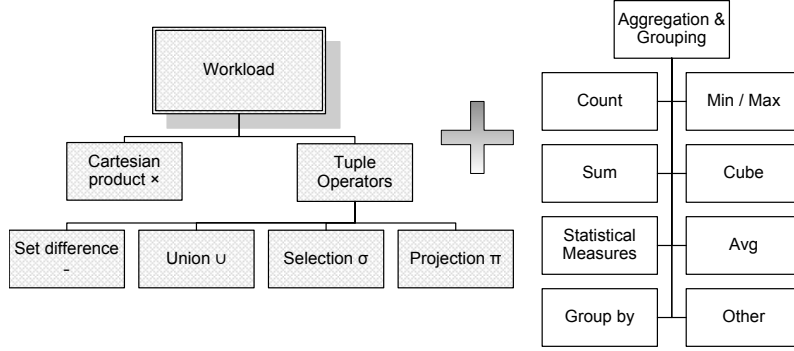 Workload
Cartesian
product ×
Tuple
Operators
Set difference
-
Union ∪
Selection σ
Projection π
Aggregation &
Grouping
Count
Min / Max
Sum
Cube
Statistical
Measures
Avg
Group by
Other